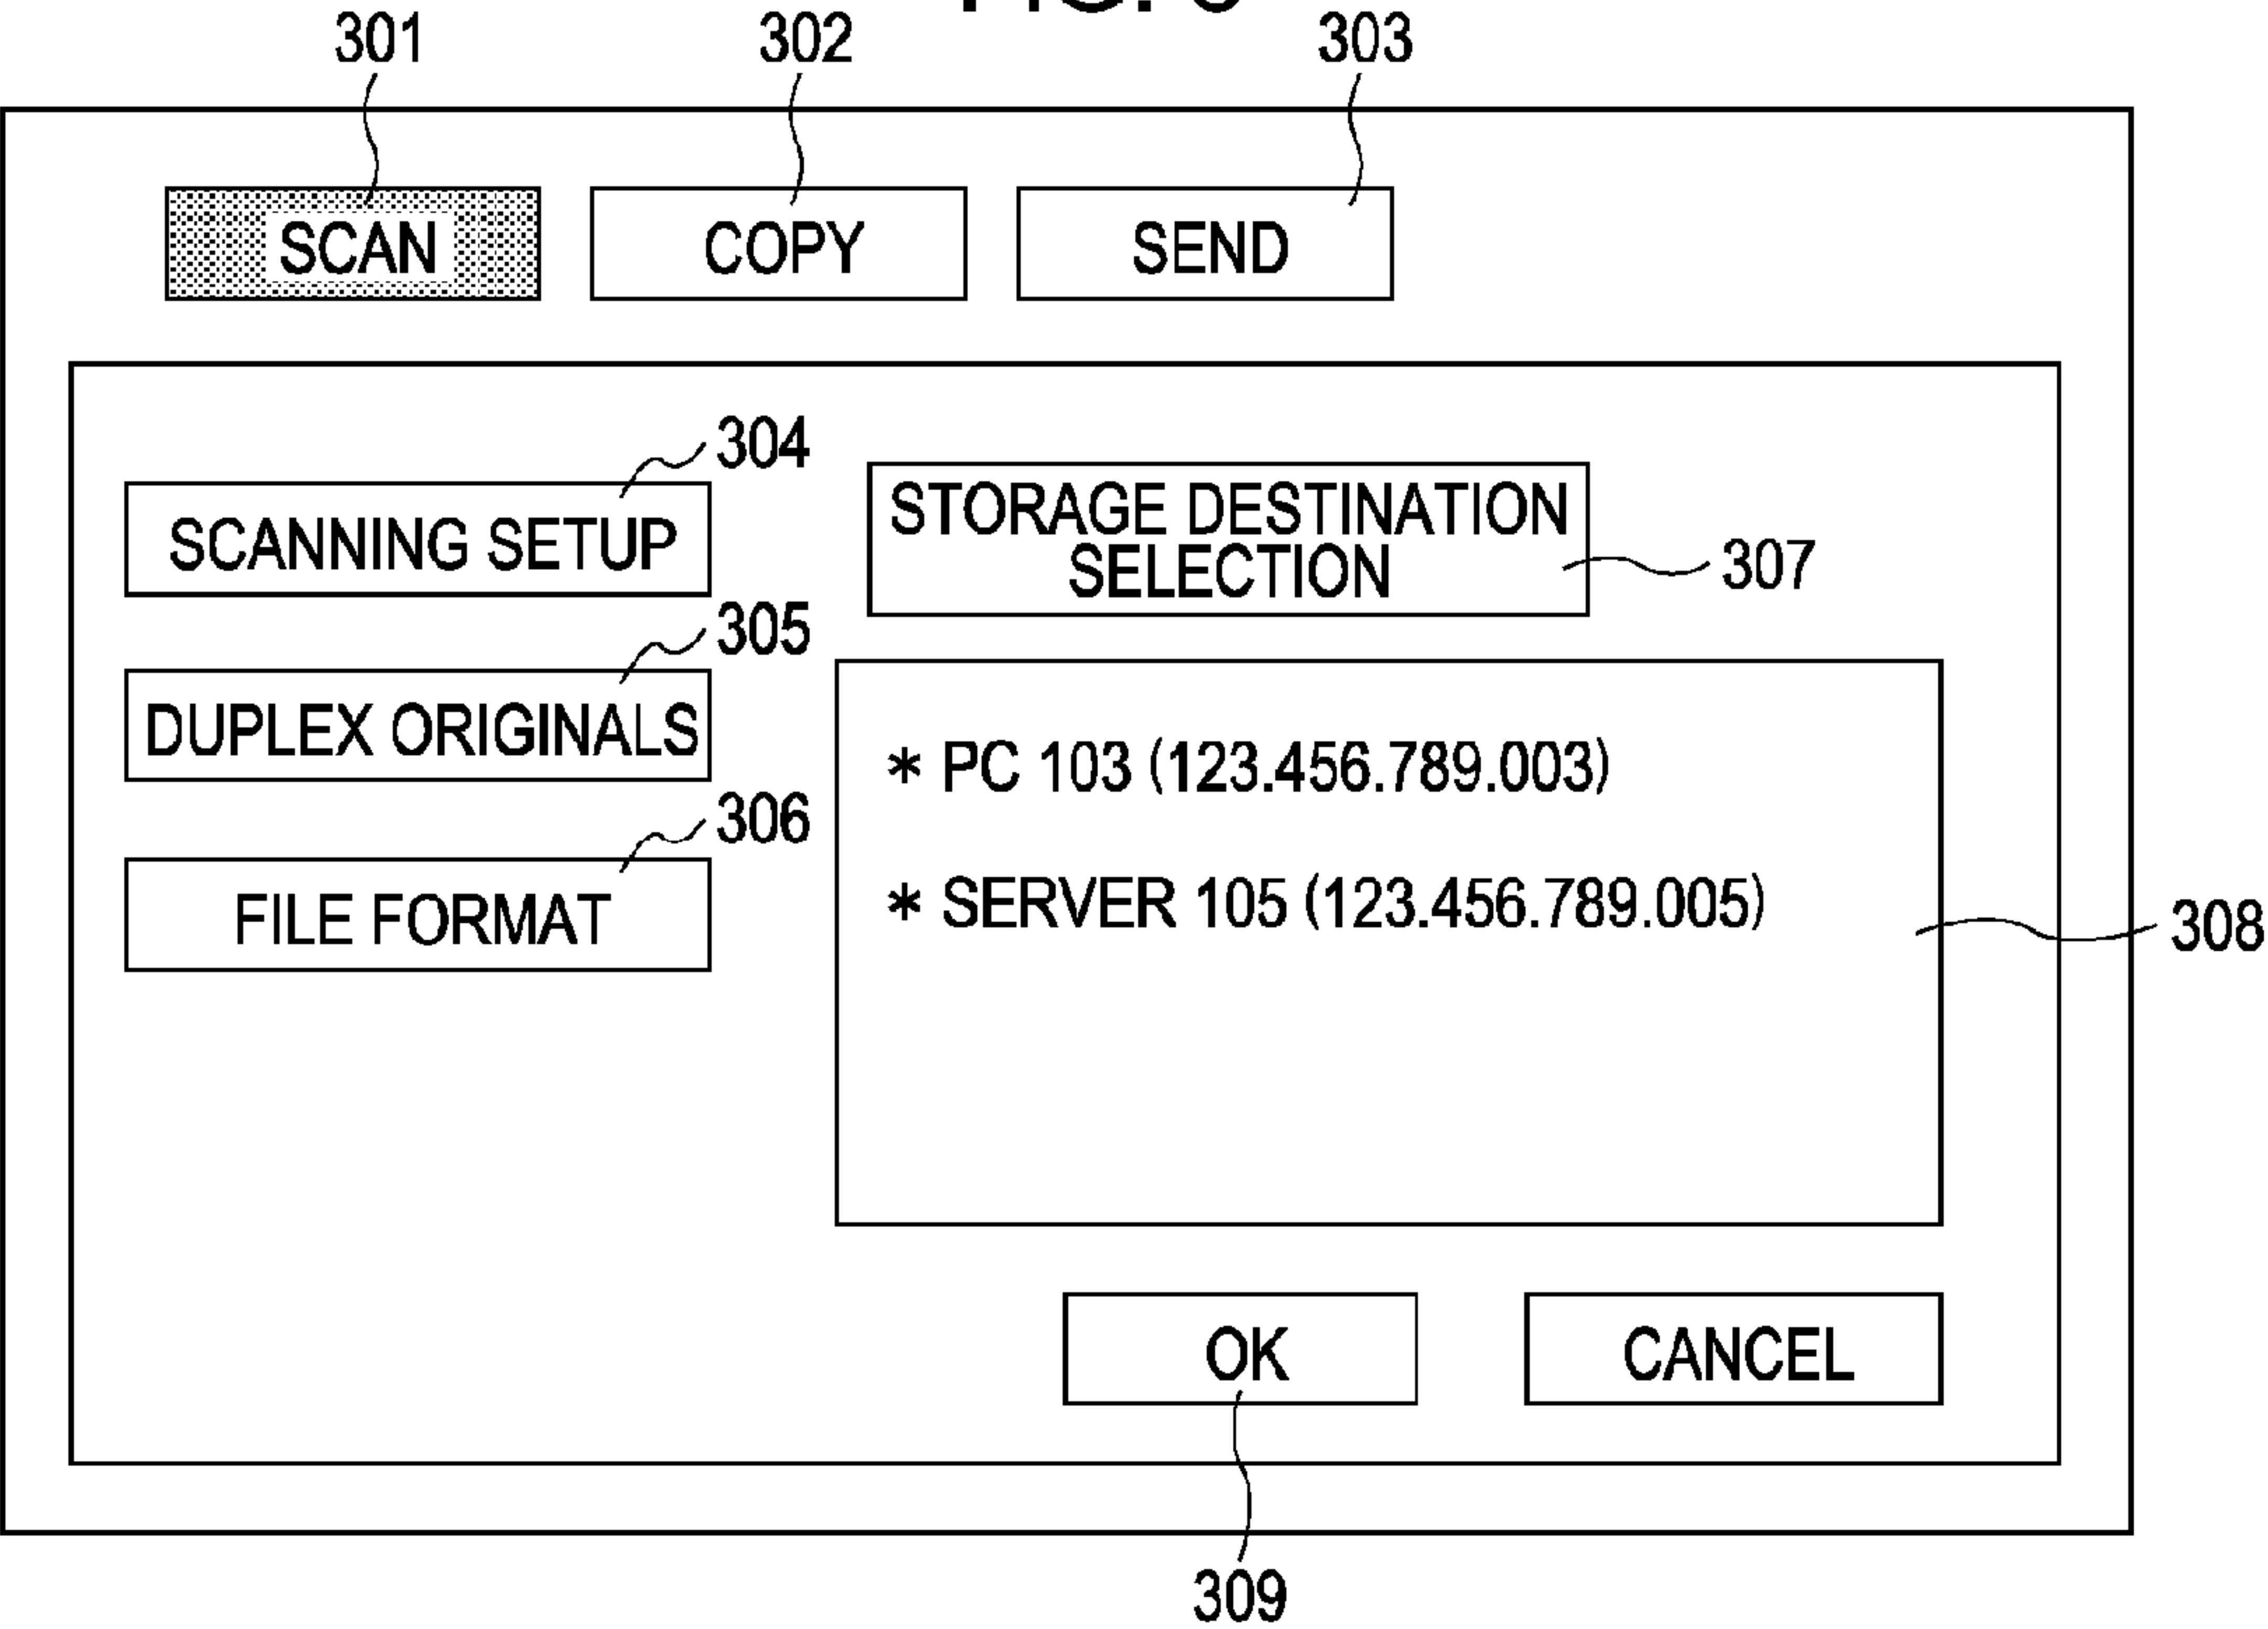 301 302 303
SCAN COPY SEND
304
SCANNING SETUP
305
DUPLEX ORIGINALS
306
FILE FORMAT
STORAGE DESTINATION
SELECTION
307
* PC 103 (123.456.789.003)
* SERVER 105 (123.456.789.005)
308
OK CANCEL
309